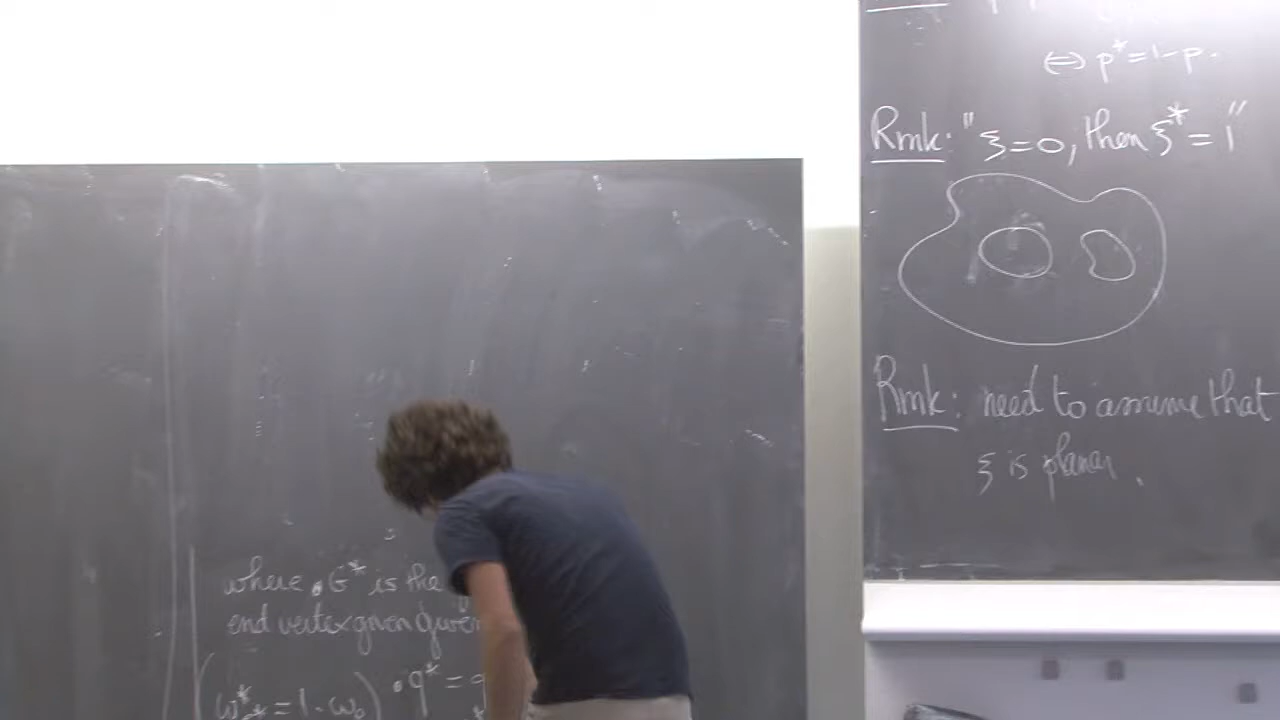 where • G* is the
end vertex given given
(ω*ₑ* = 1 - ωₑ) • q* = q
⇔ p* = 1 - p.
Rmk: "ξ = 0, then ξ* = 1"
Rmk: need to assume that
ξ is planar.